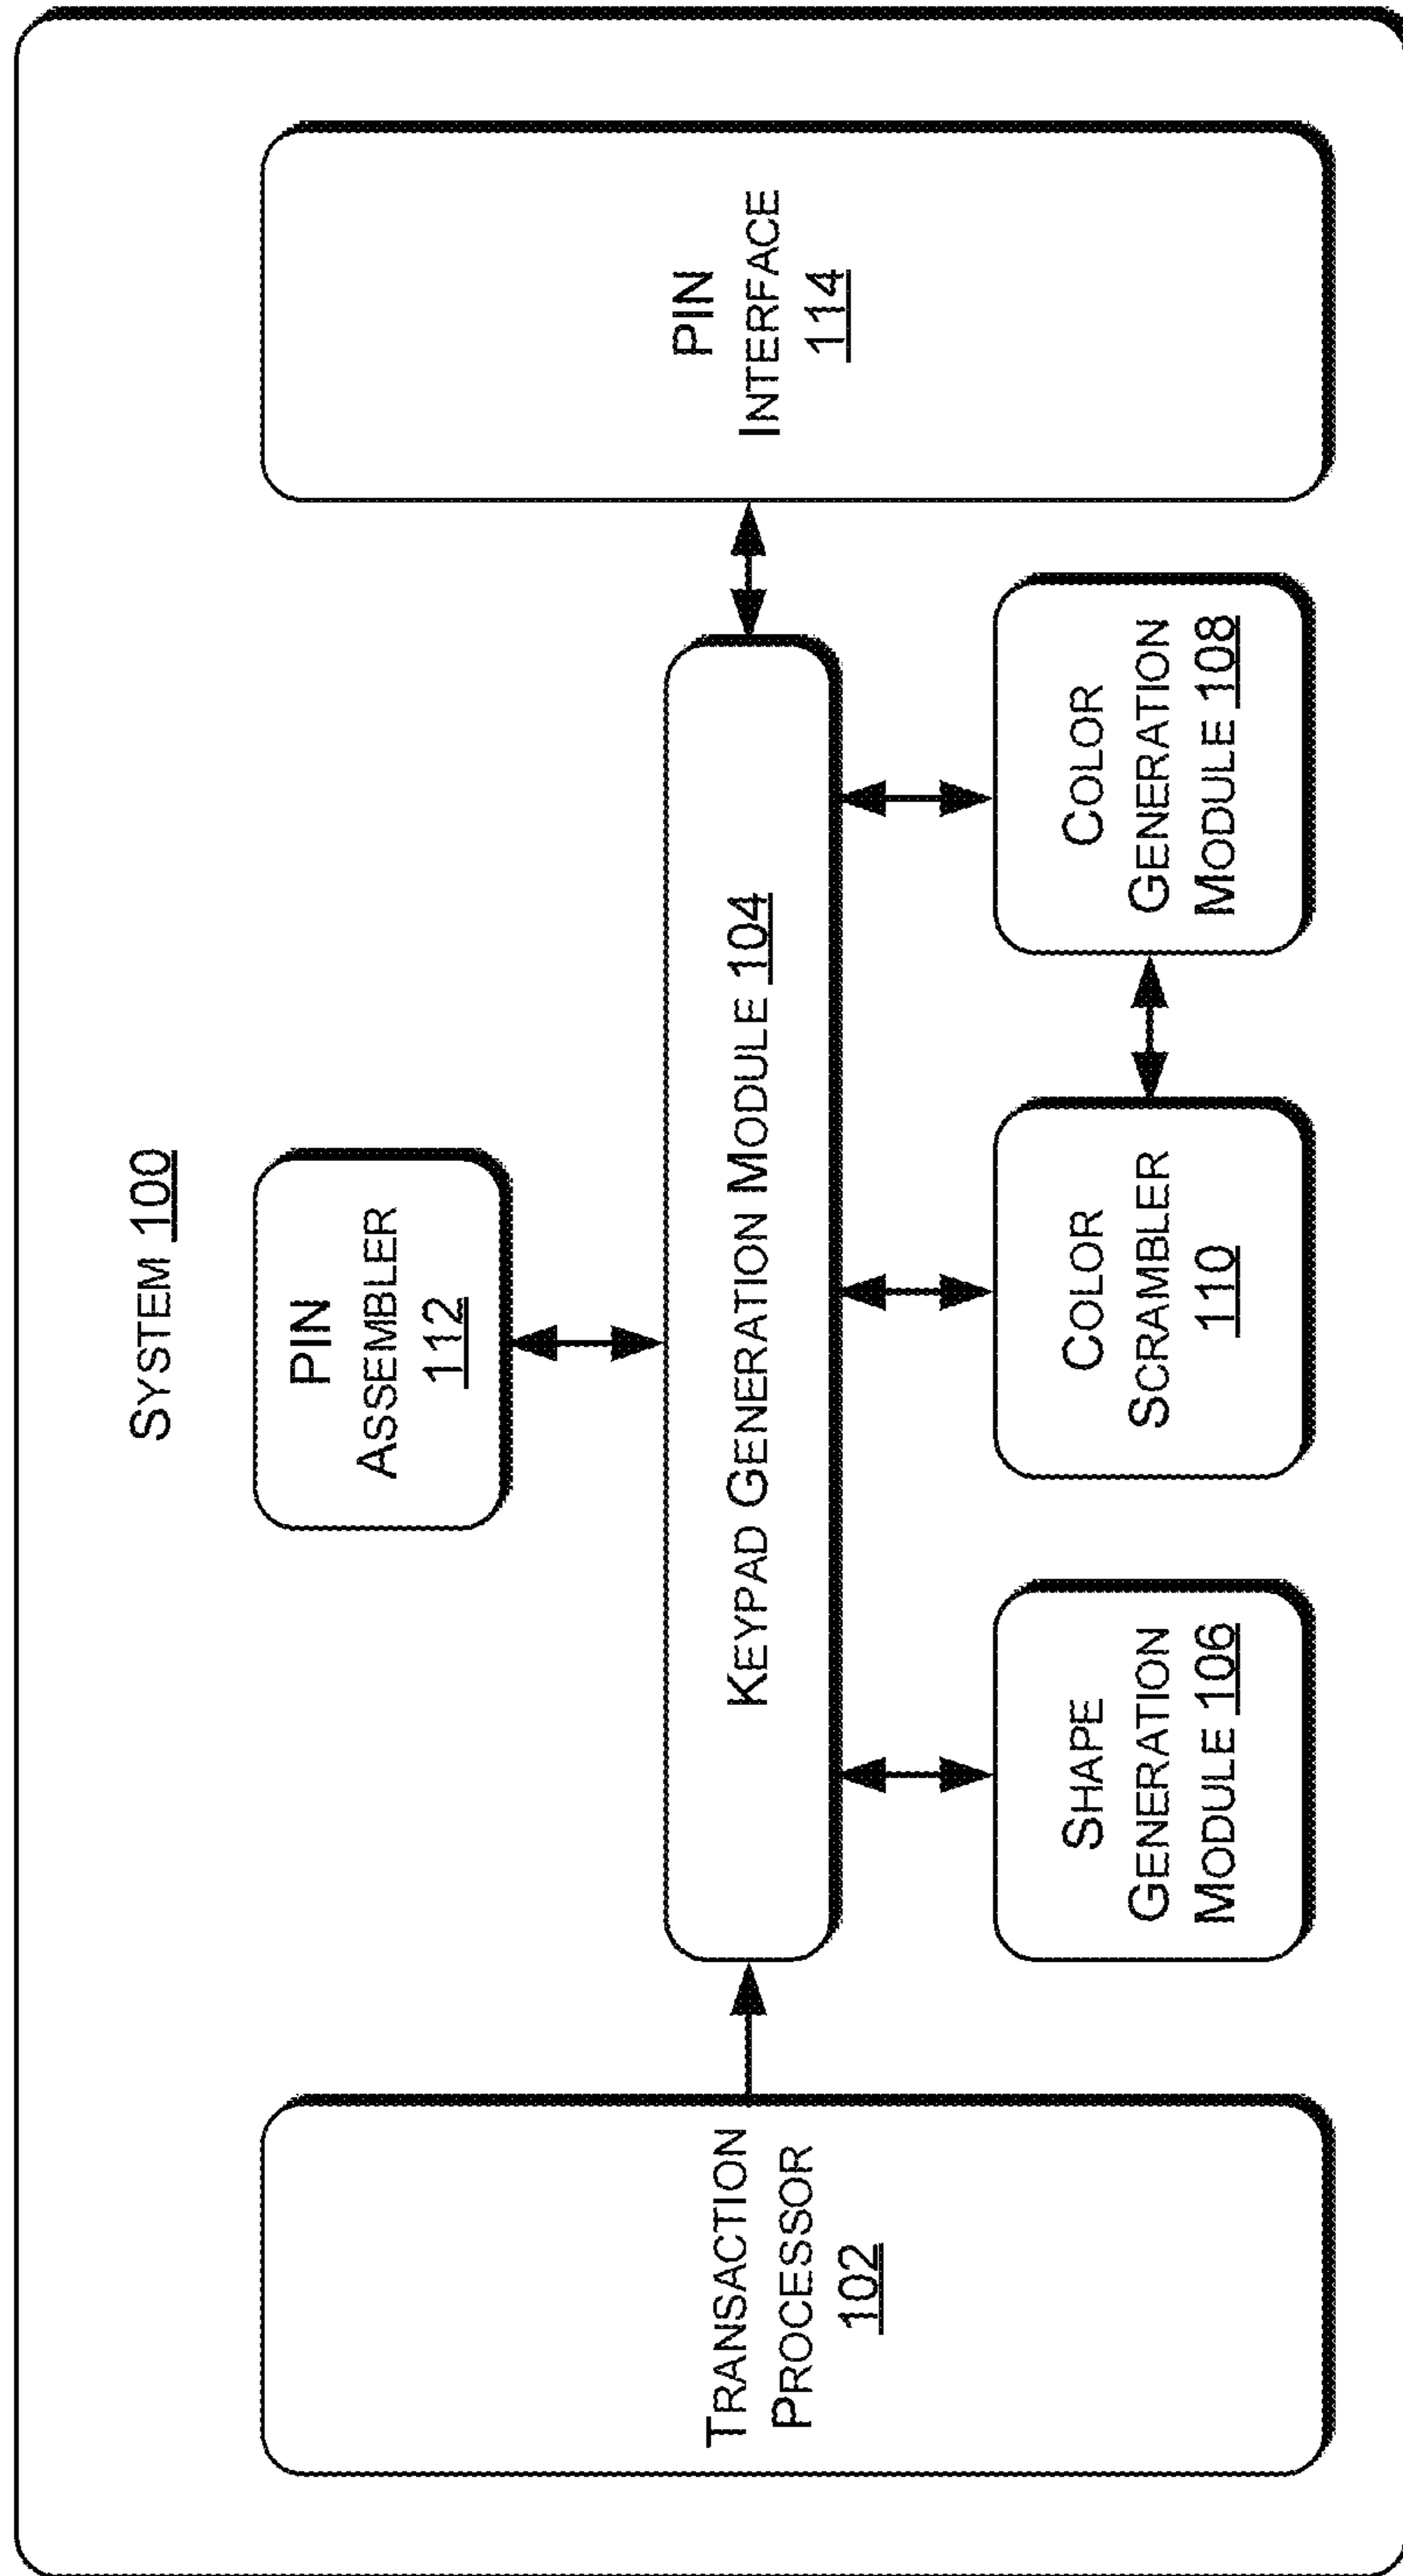 SYSTEM 100
PIN
ASSEMBLER
112
TRANSACTION
PROCESSOR
102
KEYPAD GENERATION MODULE 104
PIN
INTERFACE
114
SHAPE
GENERATION
MODULE 106
COLOR
SCRAMBLER
110
COLOR
GENERATION
MODULE 108